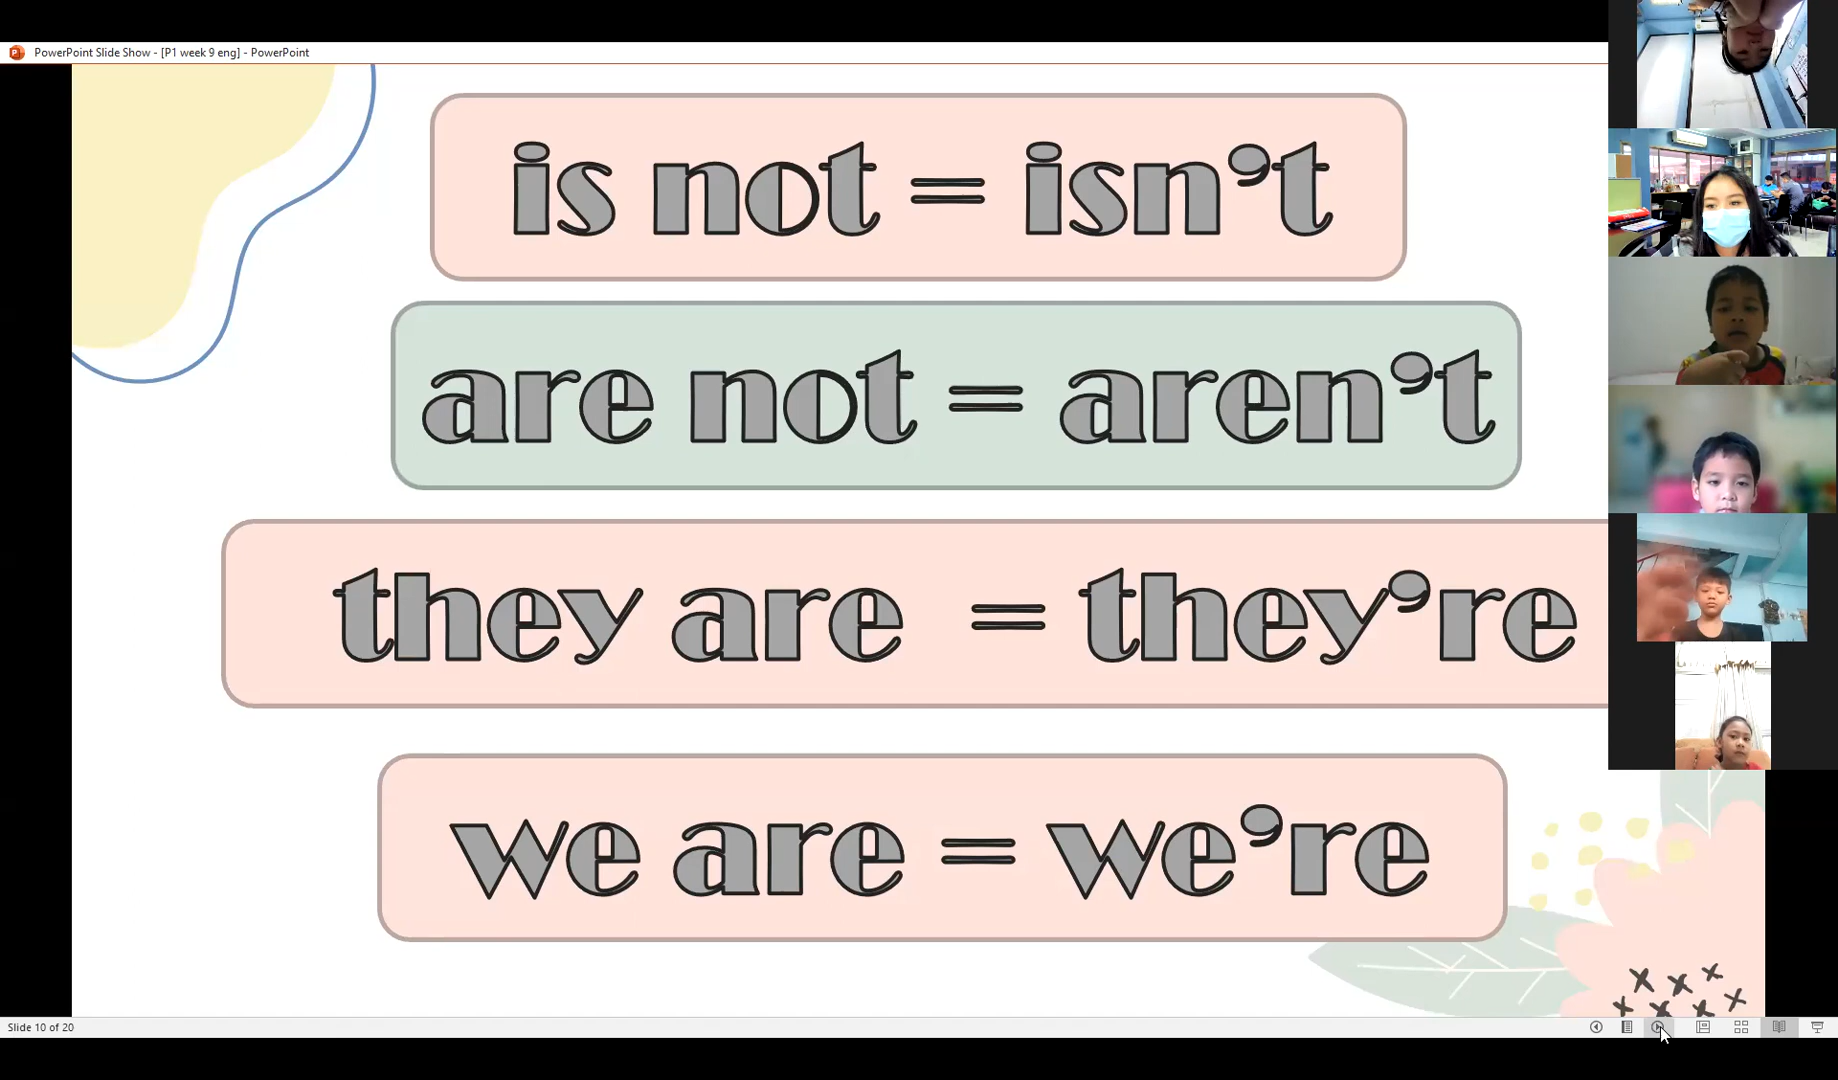 PowerPoint Slide Show - [P1 week 9 eng] - PowerPoint
is not = isn’t
are not = aren’t
they are = they’re
we are = we’re
Slide 10 of 20